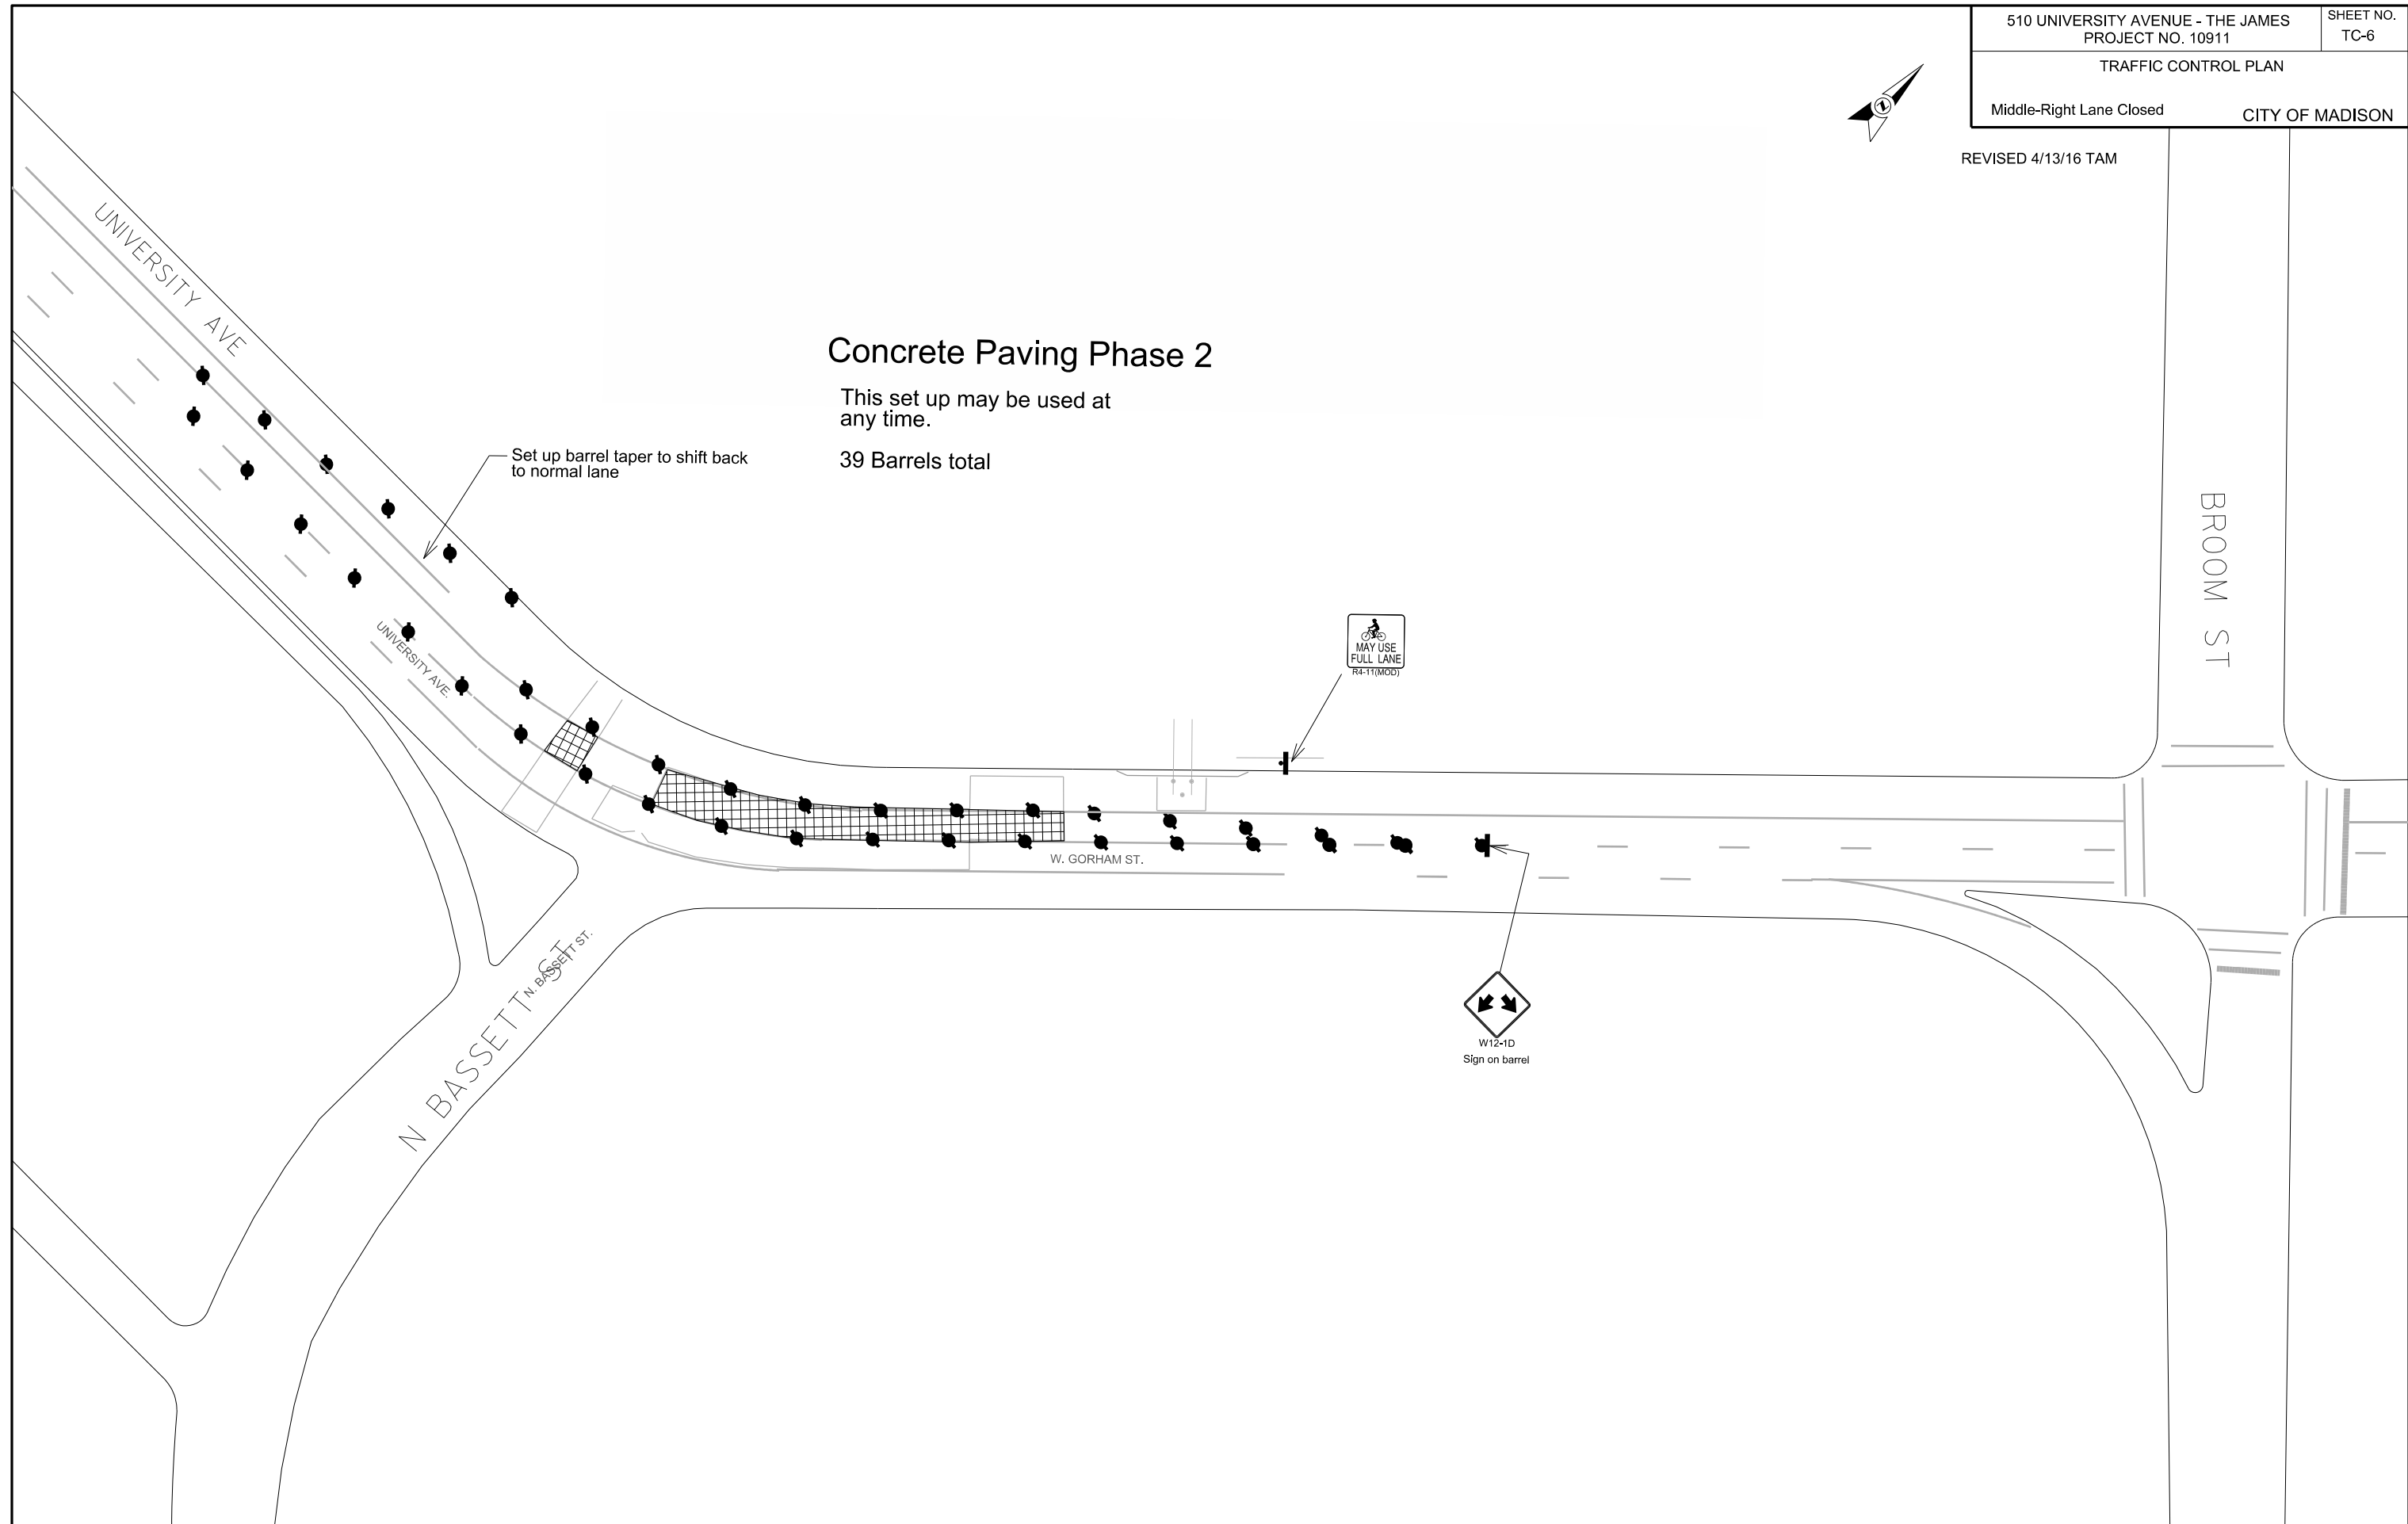 510 UNIVERSITY AVENUE - THE JAMES
PROJECT NO. 10911
SHEET NO.
TC-6
TRAFFIC CONTROL PLAN
Middle-Right Lane Closed
CITY OF MADISON
REVISED 4/13/16 TAM
N
UNIVERSITY AVE
Concrete Paving Phase 2
This set up may be used at
any time.
39 Barrels total
Set up barrel taper to shift back
to normal lane
BROOM ST
UNIVERSITY AVE.
MAY USE
FULL LANE
R4-11(MOD)
W. GORHAM ST.
N BASSETT ST
N. BASSETT ST.
W12-1D
Sign on barrel